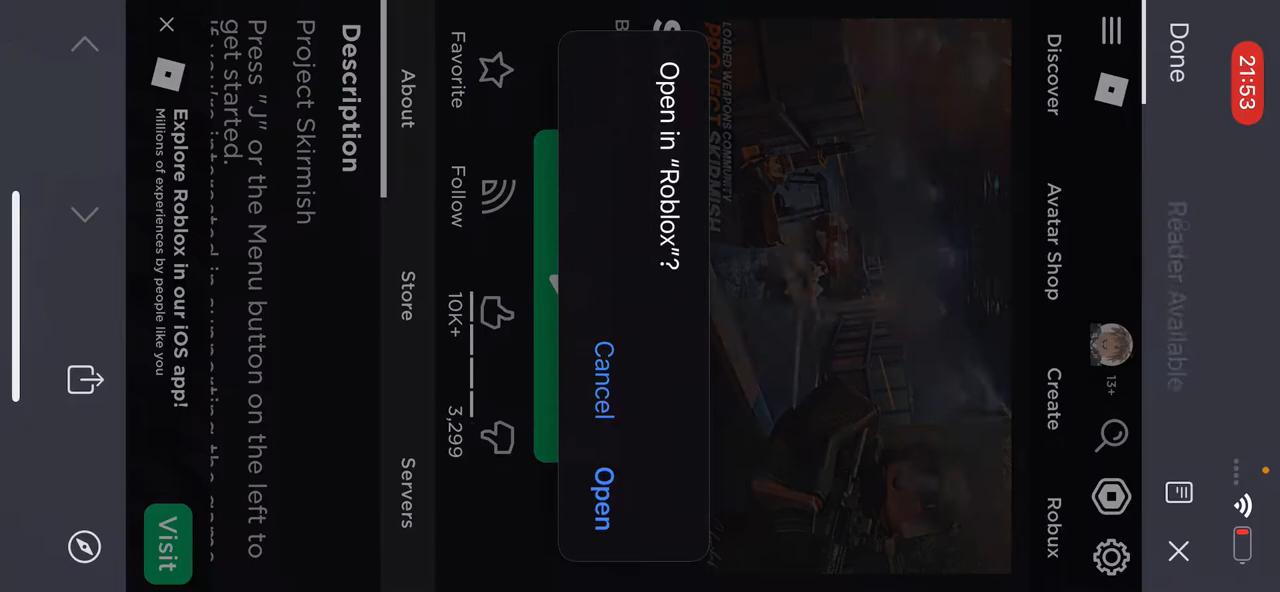 21:53
Done
Reader Available
13+
Discover
Avatar Shop
Create
Robux
LOADED WEAPONS COMMUNITY
PROJECT SKIRMISH
Open in “Roblox”?
Cancel
Open
Favorite
Follow
10K+
3,299
About
Store
Servers
Description
Project Skirmish
Press "J" or the Menu button on the left to
get started.
Explore Roblox in our iOS app!
Millions of experiences by people like you
Visit